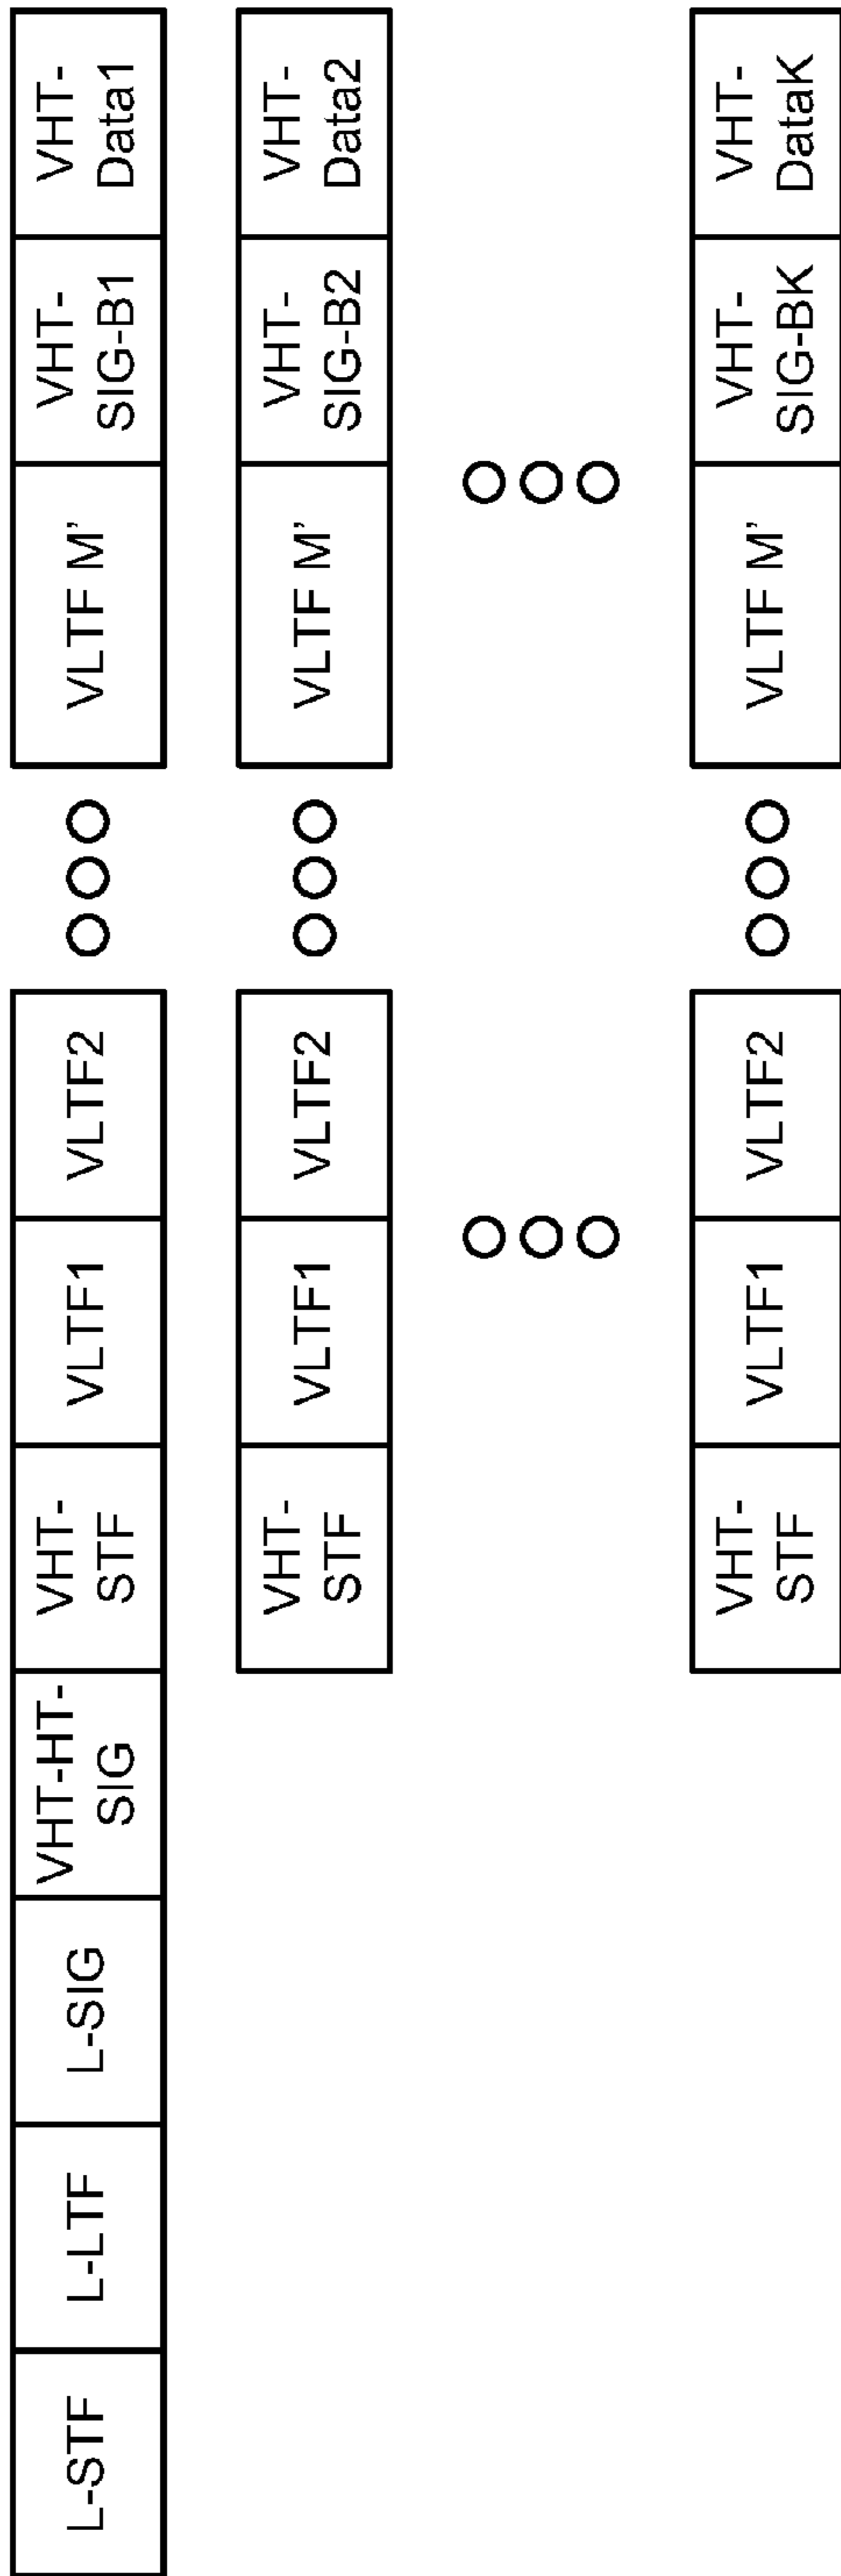 L-STF
L-LTF
L-SIG
VHT-HT-
SIG
VHT-
STF
VLTF1
VLTF2
VLTF M'
VHT-
SIG-B1
VHT-
Data1
VHT-
STF
VLTF1
VLTF2
VLTF M'
VHT-
SIG-B2
VHT-
Data2
VHT-
STF
VLTF1
VLTF2
VLTF M'
VHT-
SIG-BK
VHT-
DataK